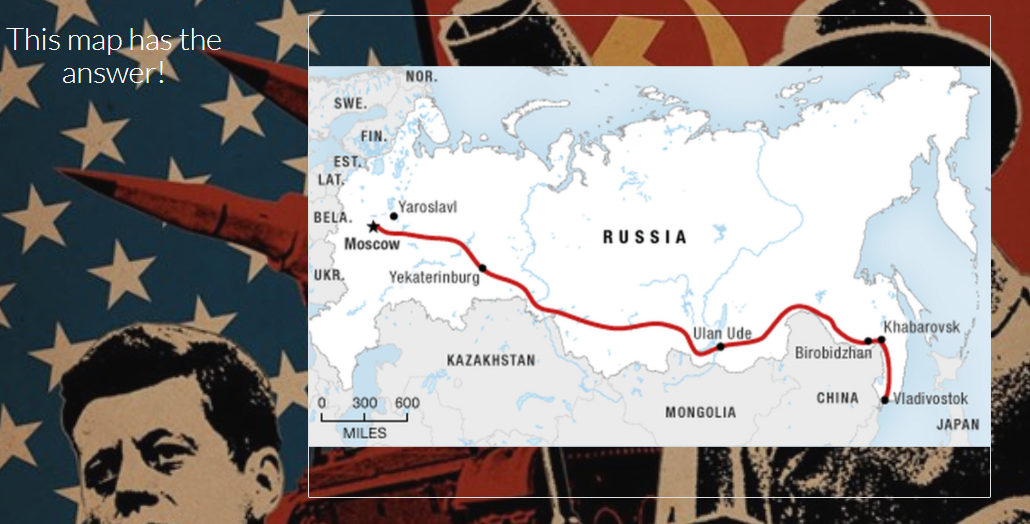 This map has the
answer!
NOR.
SWE.
FIN.
EST.
LAT.
BELA.
Yaroslavl
Moscow
RUSSIA
UKR.
Yekaterinburg
Ulan Ude
Khabarovsk
Birobidzhan
KAZAKHSTAN
CHINA
Vladivostok
MONGOLIA
JAPAN
0 300 600
MILES